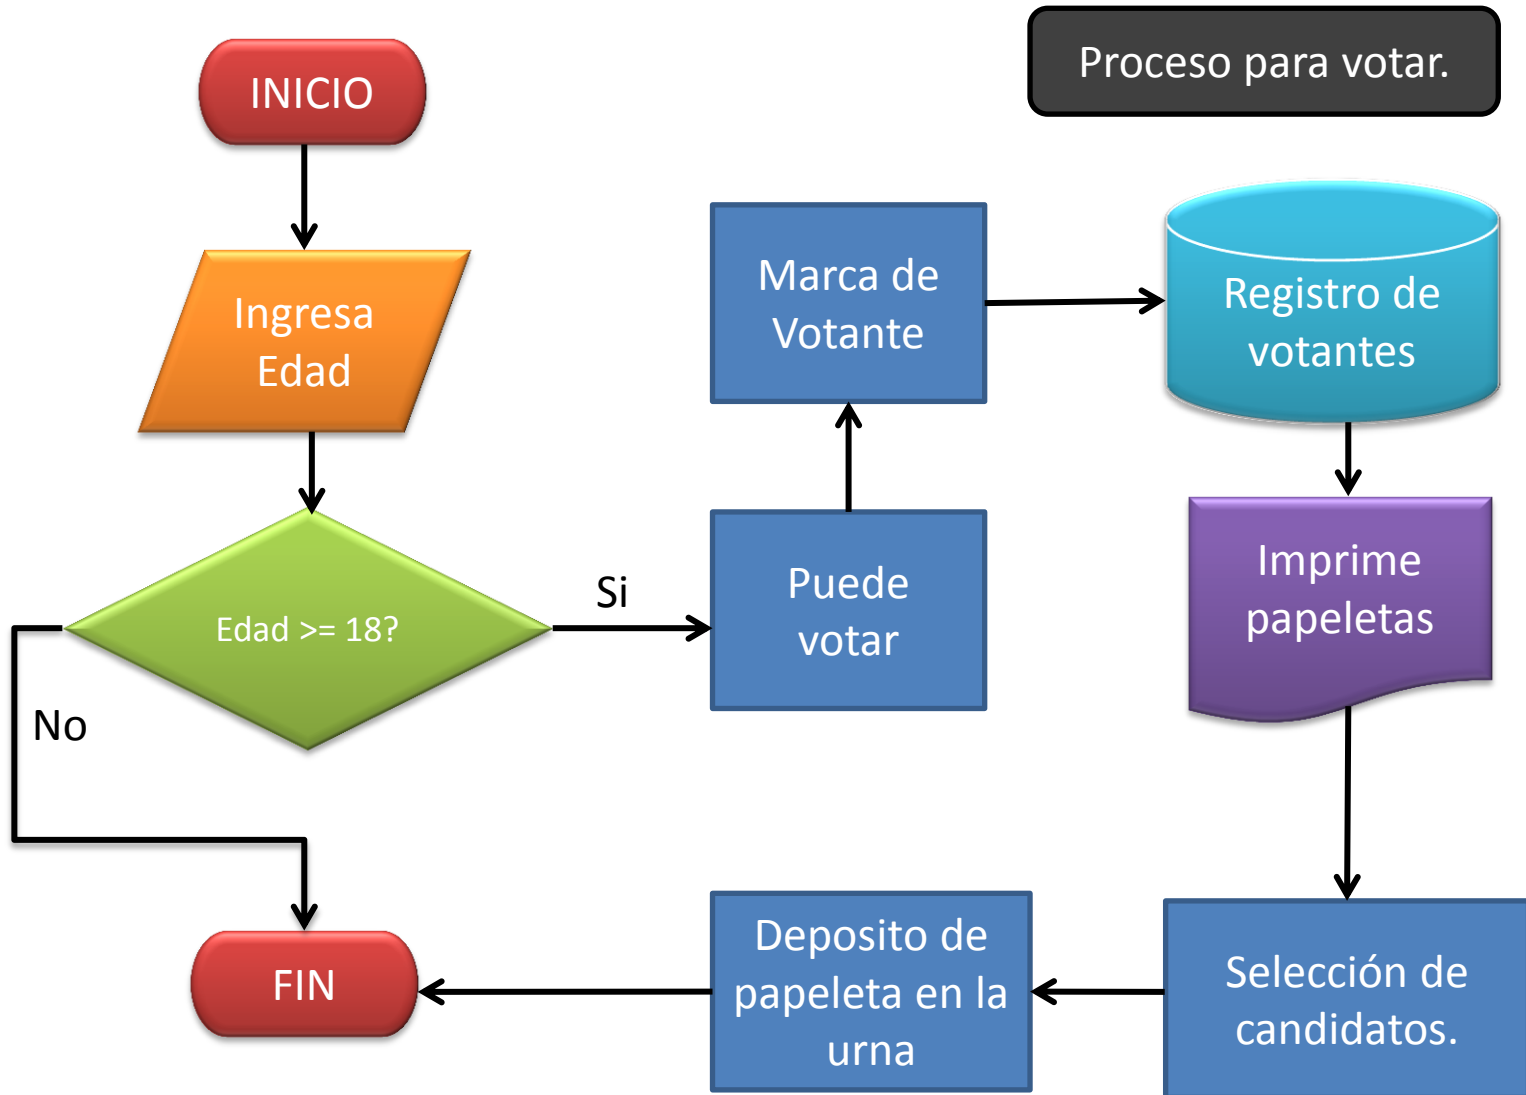 Proceso para votar.
INICIO
Ingresa
Edad
Edad >= 18?
Si
No
Puede
votar
Marca de
Votante
Registro de
votantes
Imprime
papeletas
Selección de
candidatos.
Deposito de
papeleta en la
urna
FIN